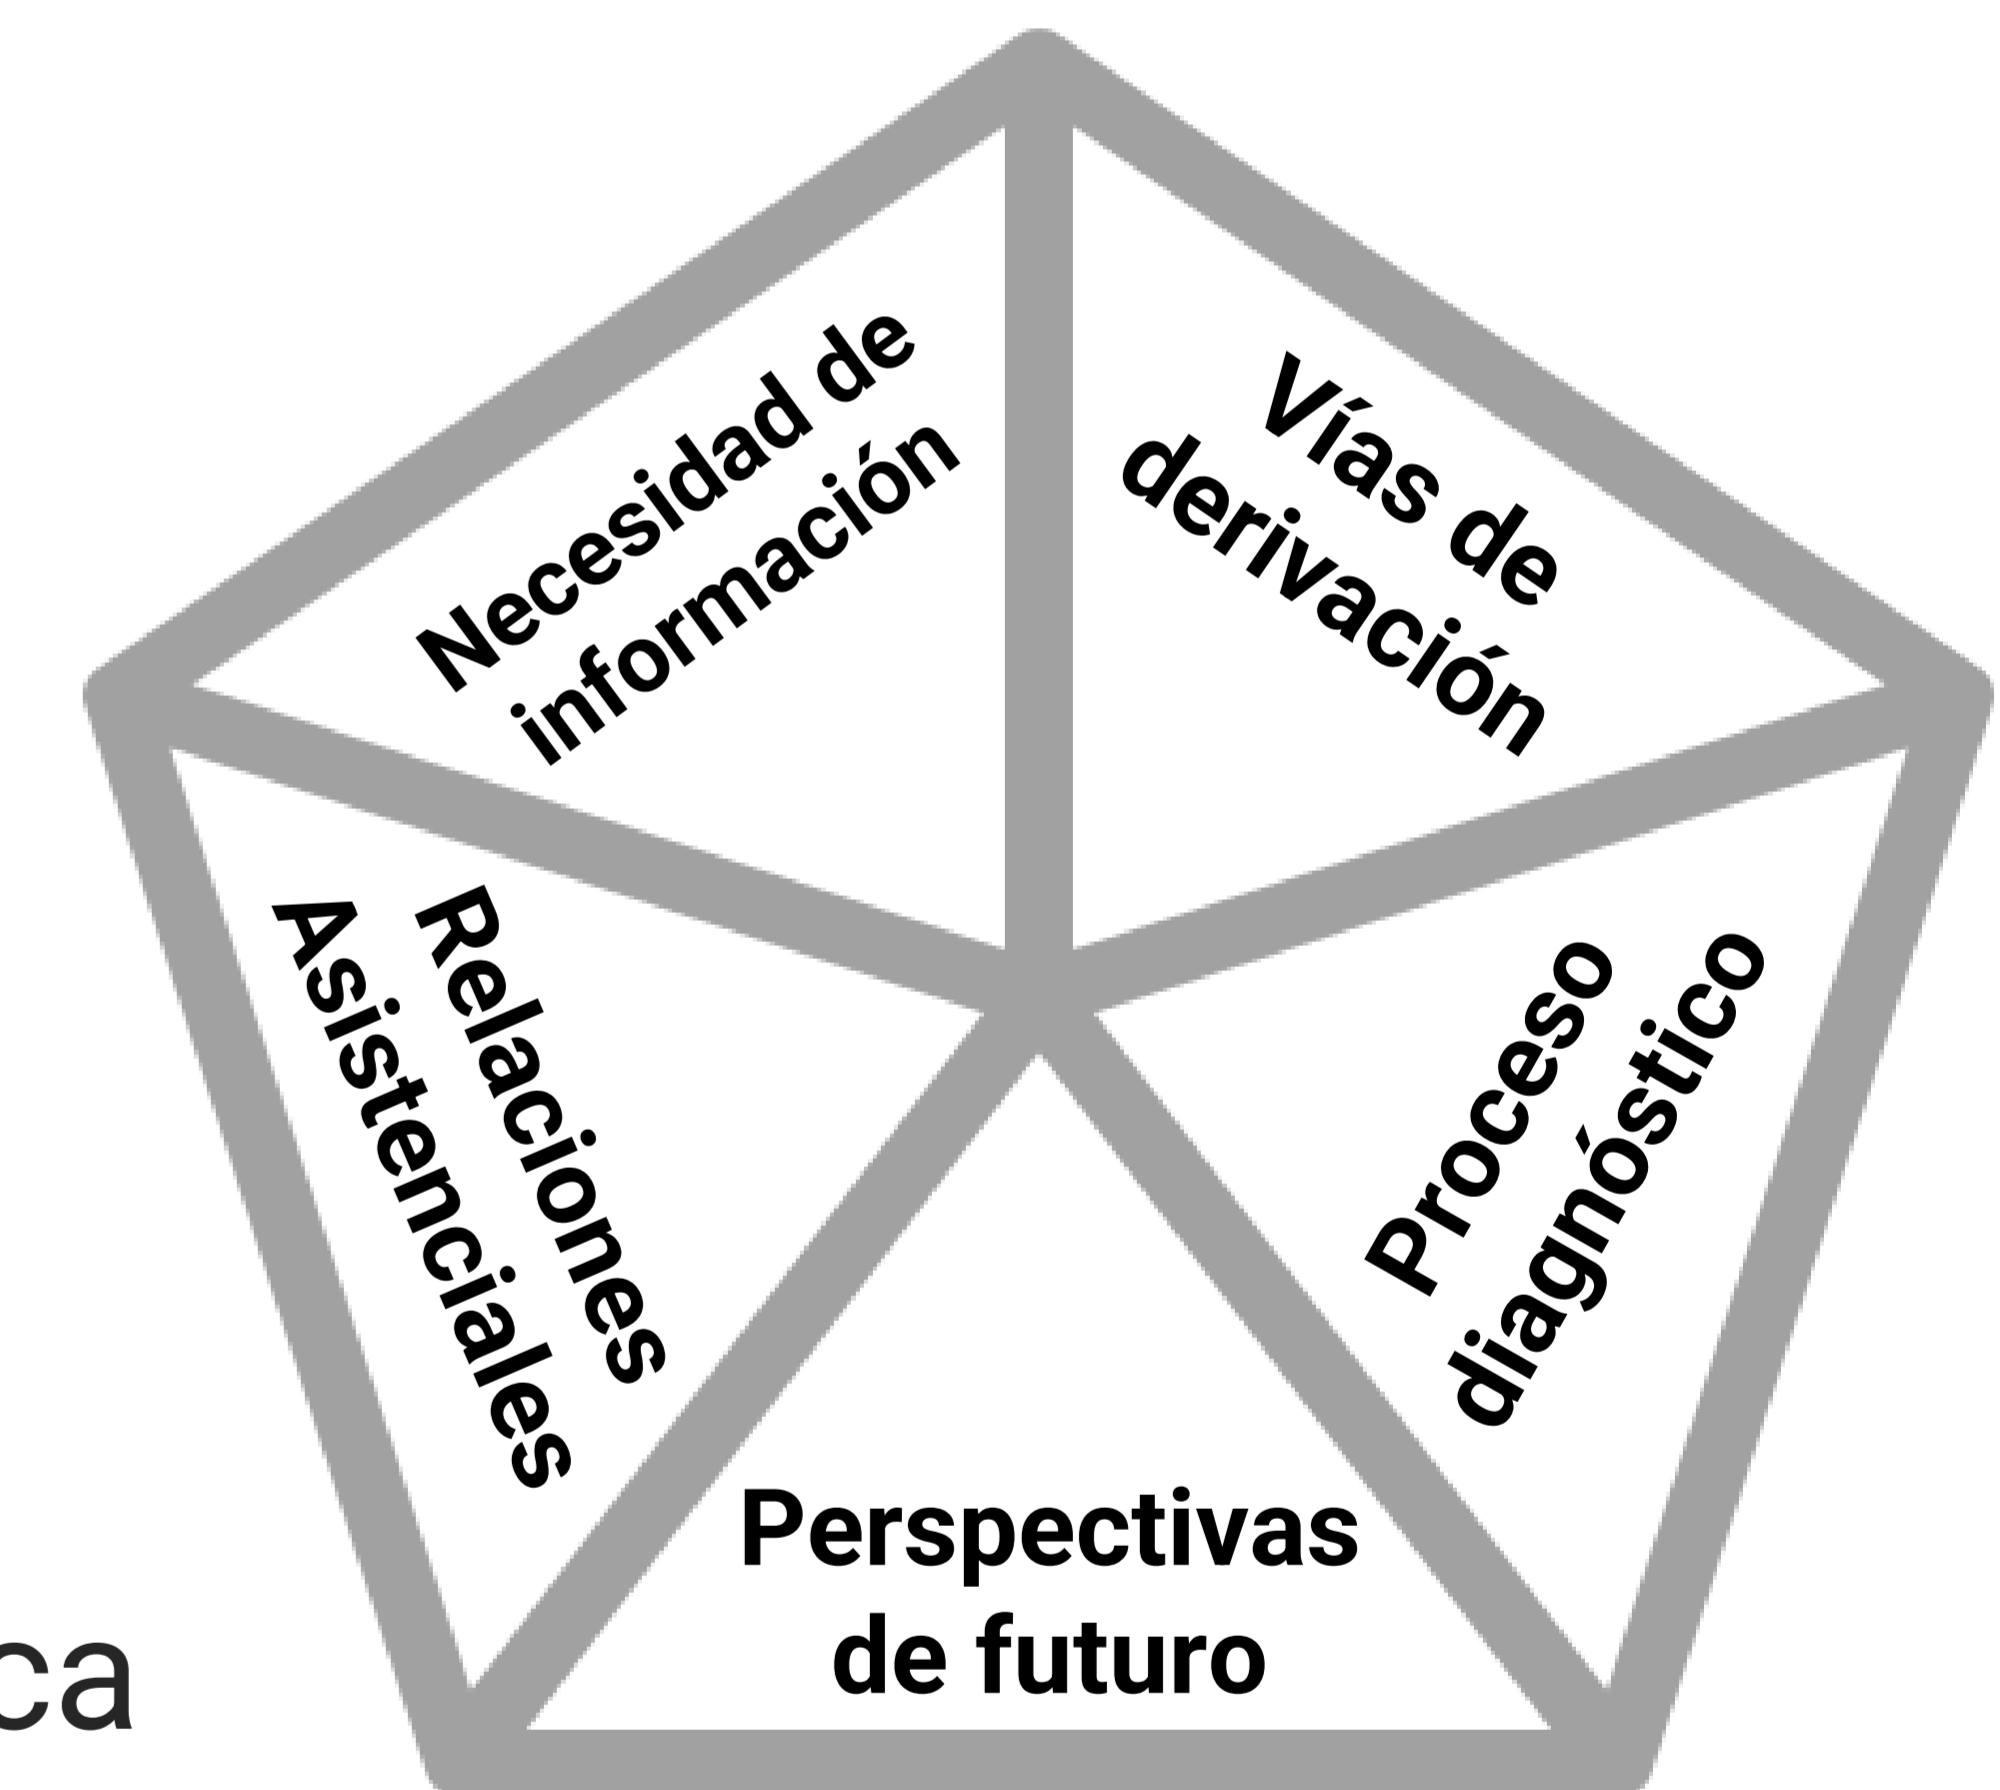 Necesidad de
información
Vías de
derivación
Relaciones
Asistenciales
Proceso
diagnóstico
Perspectivas
de futuro
ca